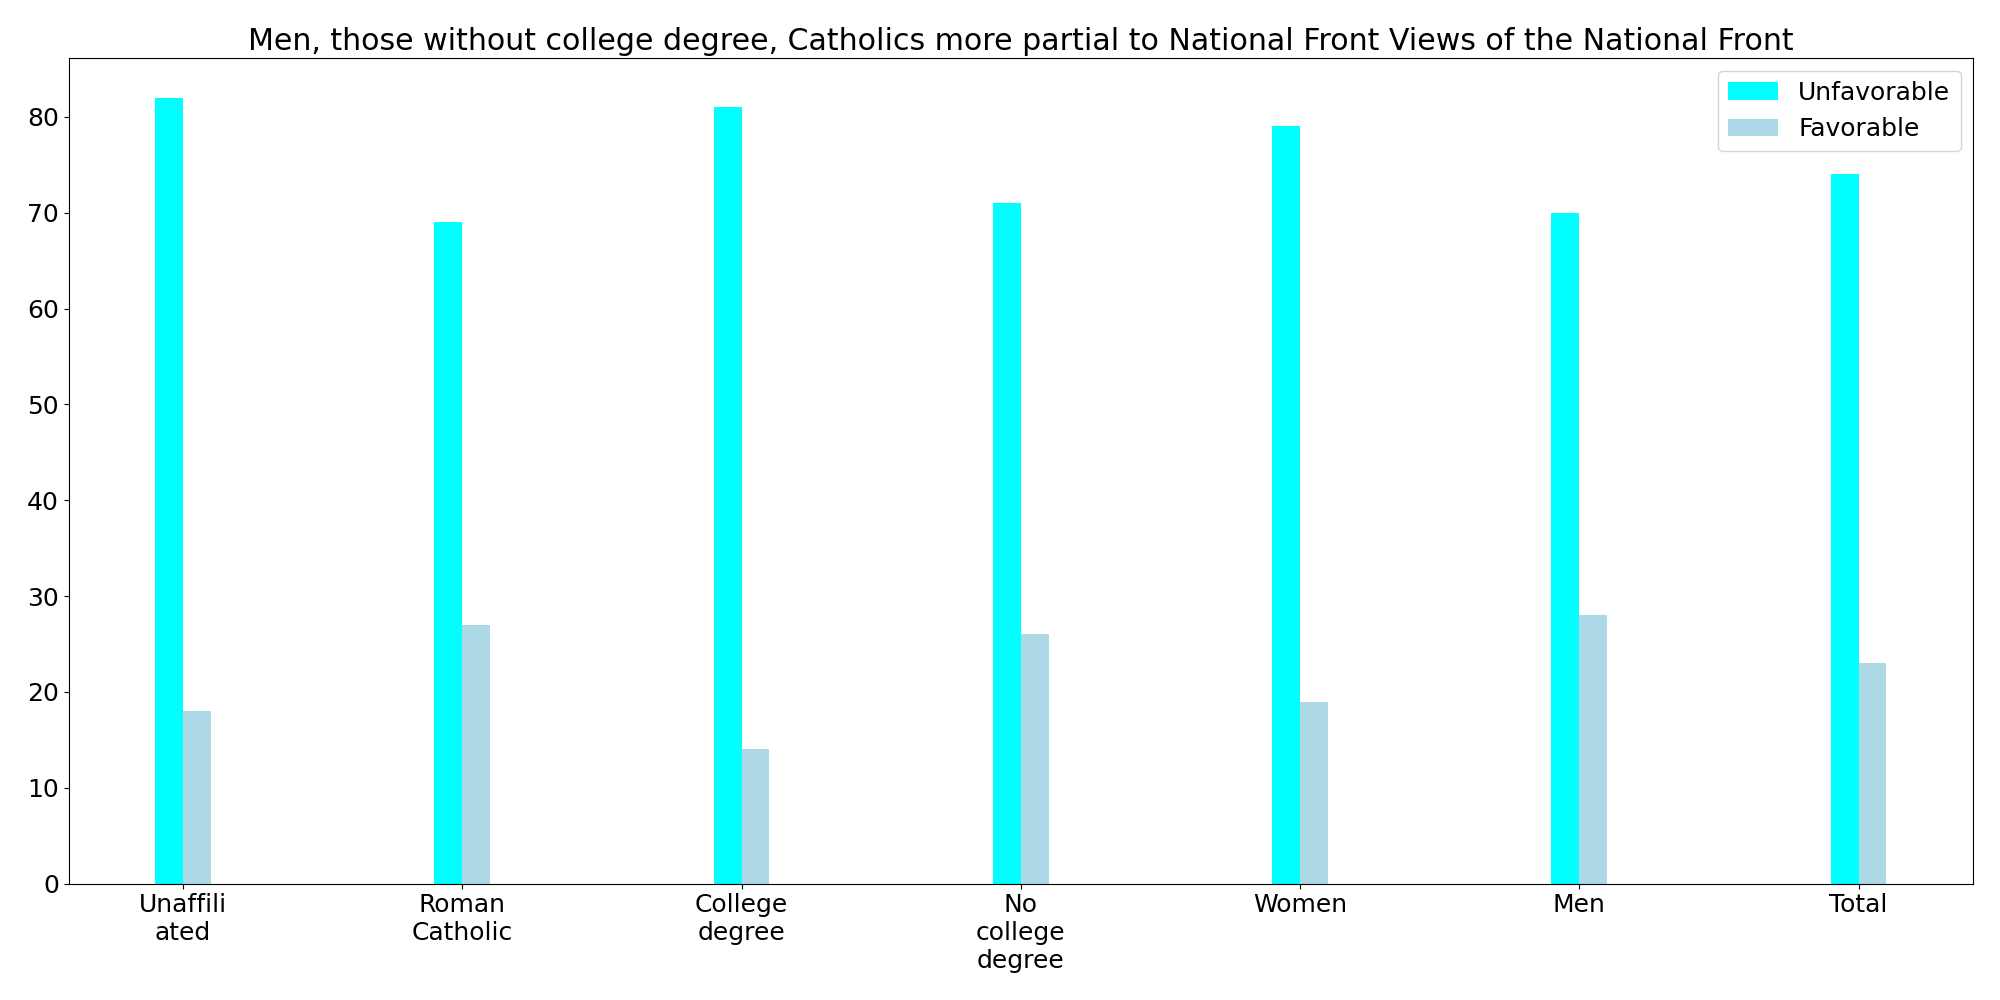 Men, those without college degree, Catholics more partial to National Front Views of the National Front
Unfavorable
Favorable
80
70
60
50
40
30
20
10
0
Unaffili
ated
Roman
Catholic
College
degree
No
college
degree
Women
Men
Total